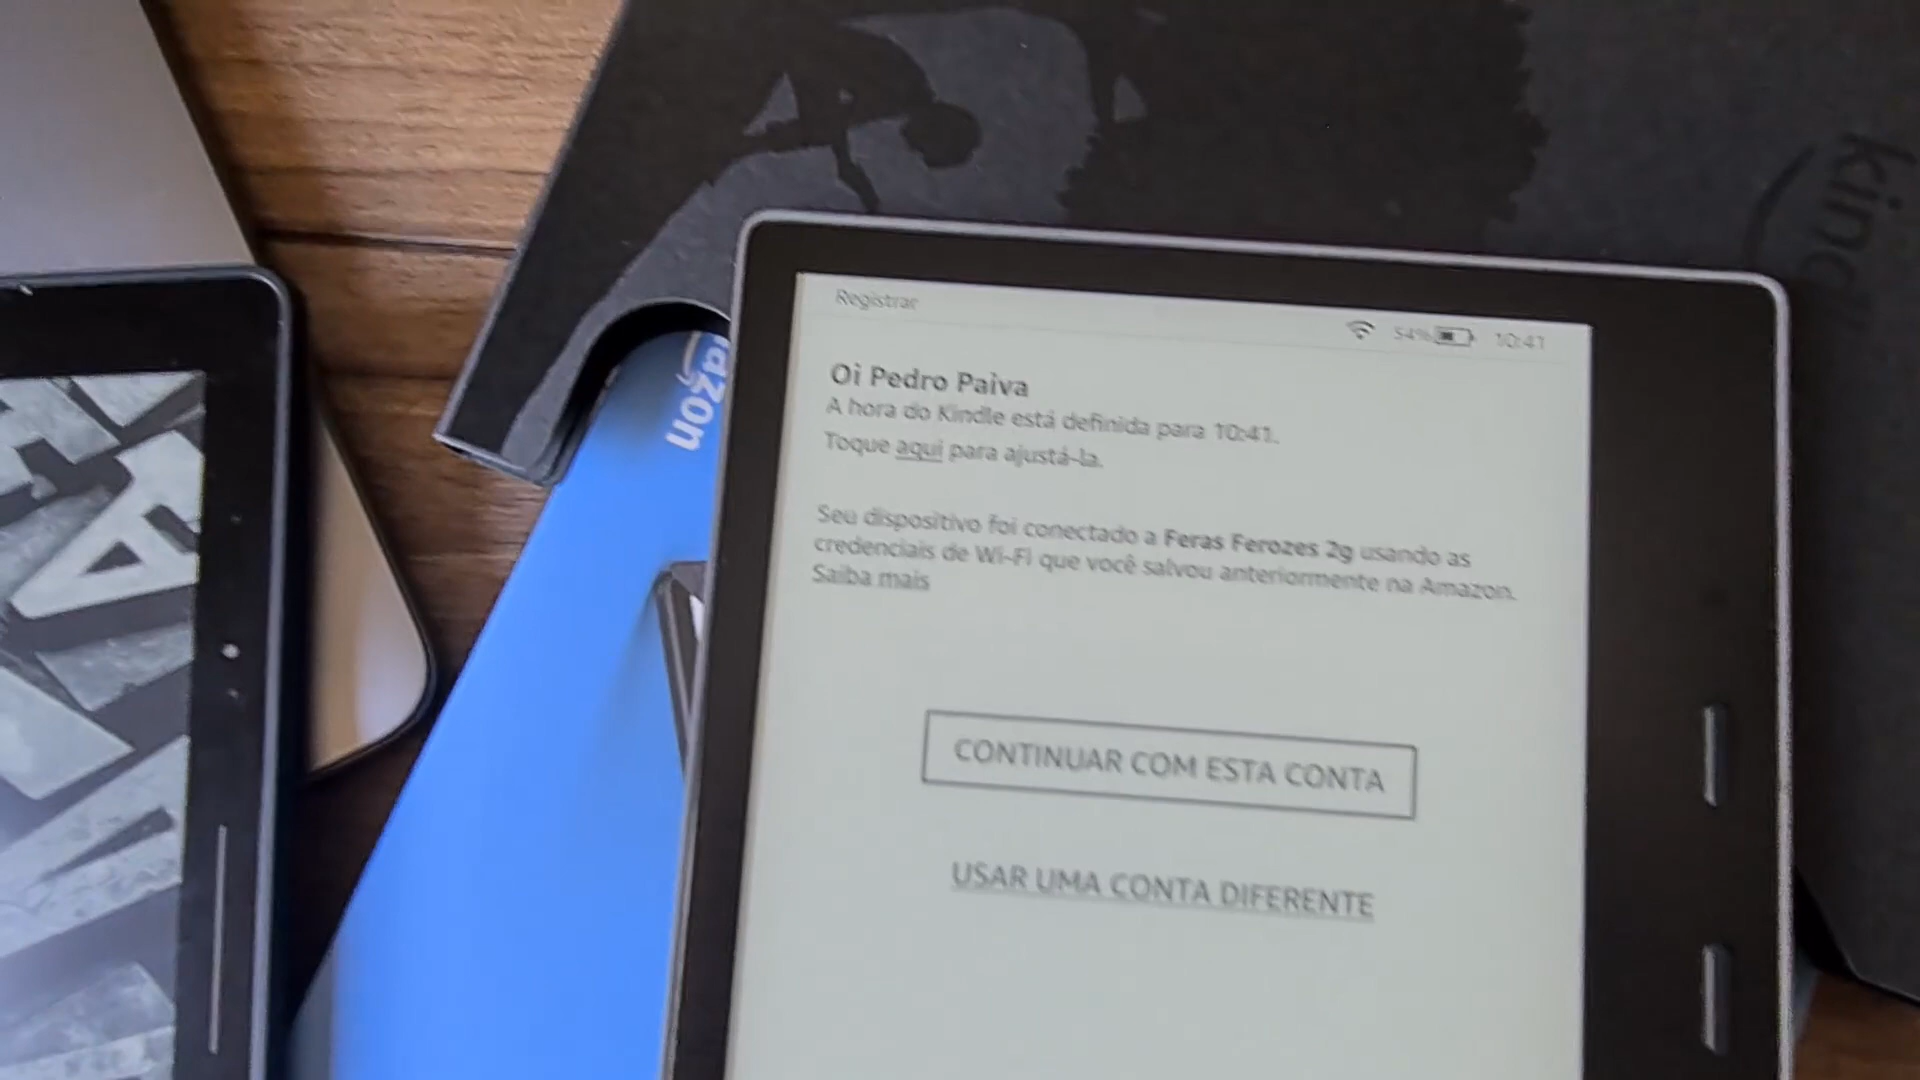 Registrar
54% 10:41
Oi Pedro Paiva
A hora do Kindle está definida para 10:41.
Toque aqui para ajustá-la.
Seu dispositivo foi conectado a Feras Ferozes 2g usando as
credenciais de Wi-Fi que você salvou anteriormente na Amazon.
Saiba mais
CONTINUAR COM ESTA CONTA
USAR UMA CONTA DIFERENTE
azon
kind